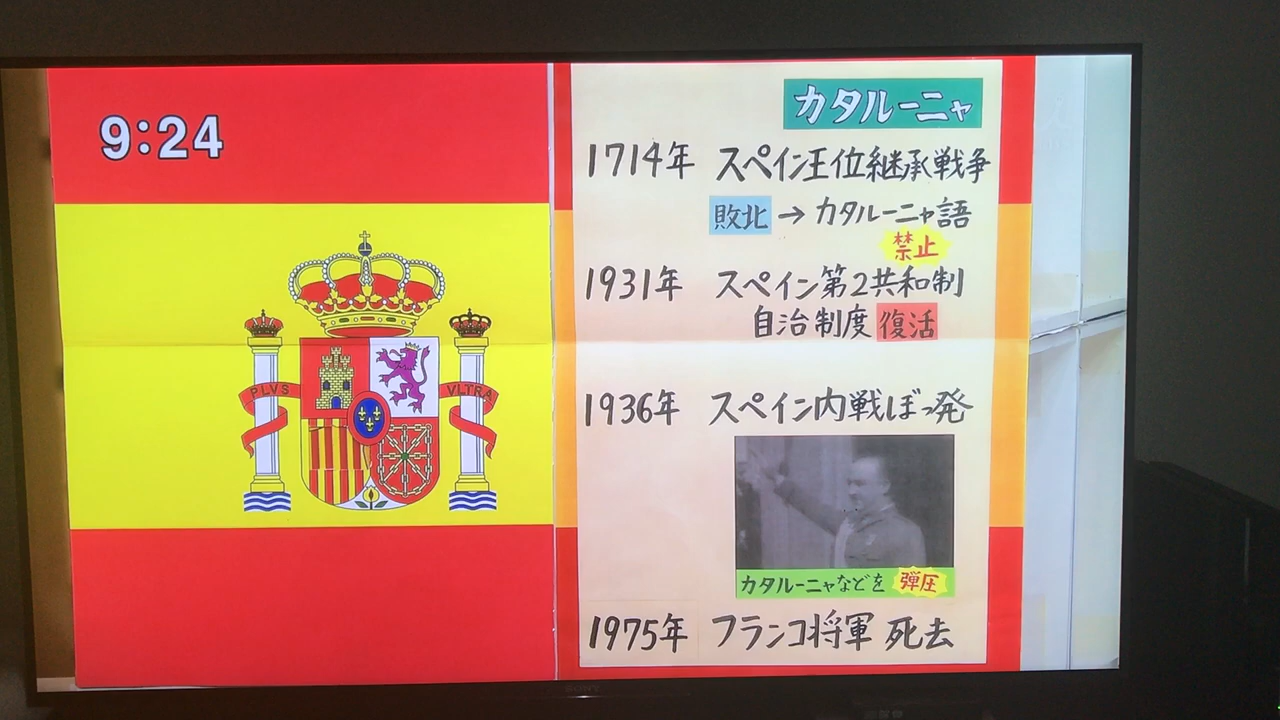 9:24
PLVS
VLTRA
カタルーニャ
1714年 スペイン王位継承戦争
敗北→カタルーニャ語
禁止
1931年 スペイン第2共和制
自治制度 復活
1936年 スペイン内戦ぼっ発
カタルーニャなどを 弾圧
1975年 フランコ将軍 死去
SONY